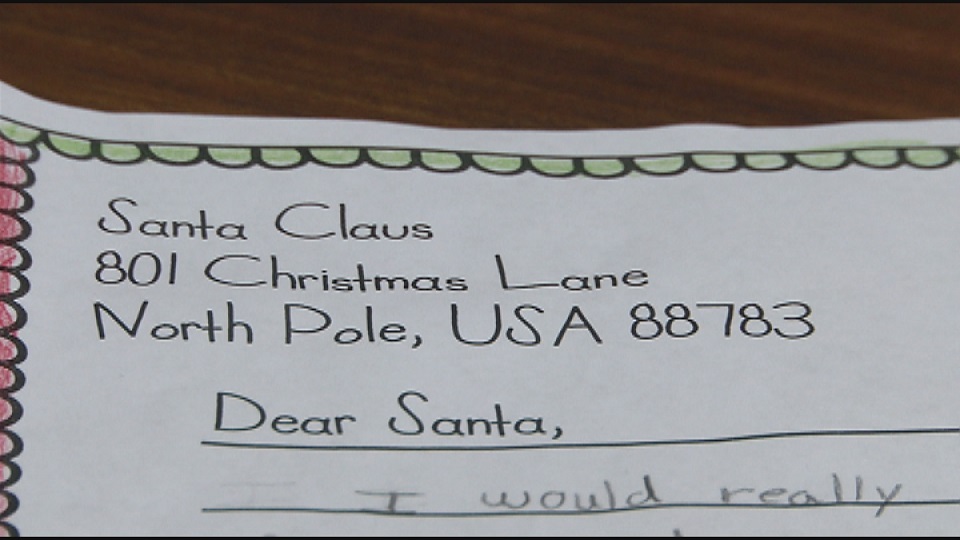 Santa Claus
801 Christmas Lane
North Pole, USA 88783
Dear Santa,
I would really